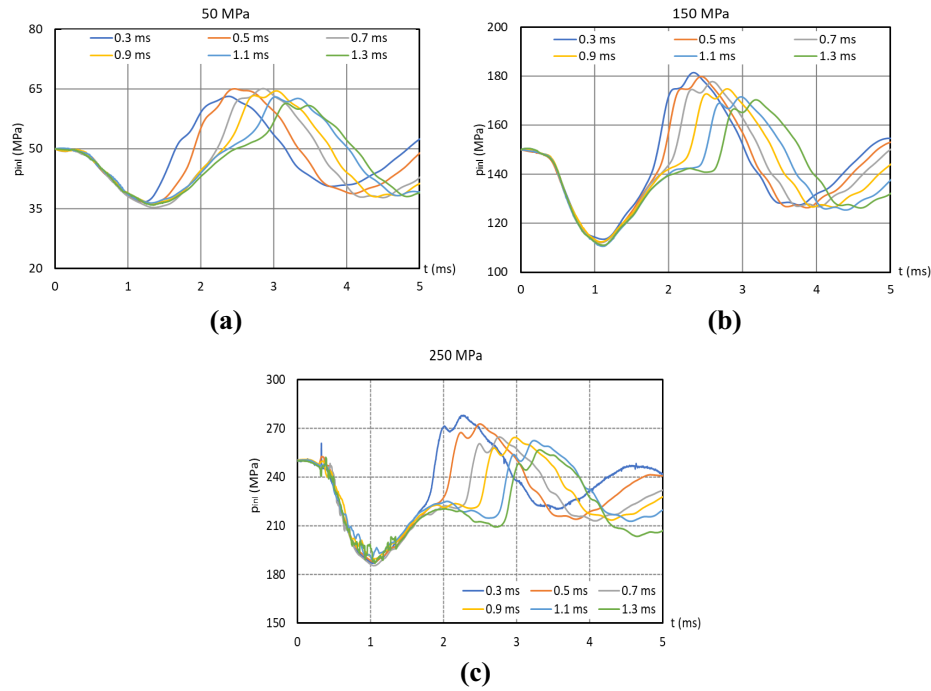 50 MPa
80
0.3 ms 0.5 ms 0.7 ms
0.9 ms 1.1 ms 1.3 ms
65
50
35
20
pinl (MPa)
0 1 2 3 4 5
t (ms)
(a)
150 MPa
200
0.3 ms 0.5 ms 0.7 ms
0.9 ms 1.1 ms 1.3 ms
180
160
140
120
100
pinl (MPa)
0 1 2 3 4 5
t (ms)
(b)
250 MPa
300
270
240
210
180
150
pinl (MPa)
0.3 ms 0.5 ms 0.7 ms
0.9 ms 1.1 ms 1.3 ms
0 1 2 3 4 5
t (ms)
(c)